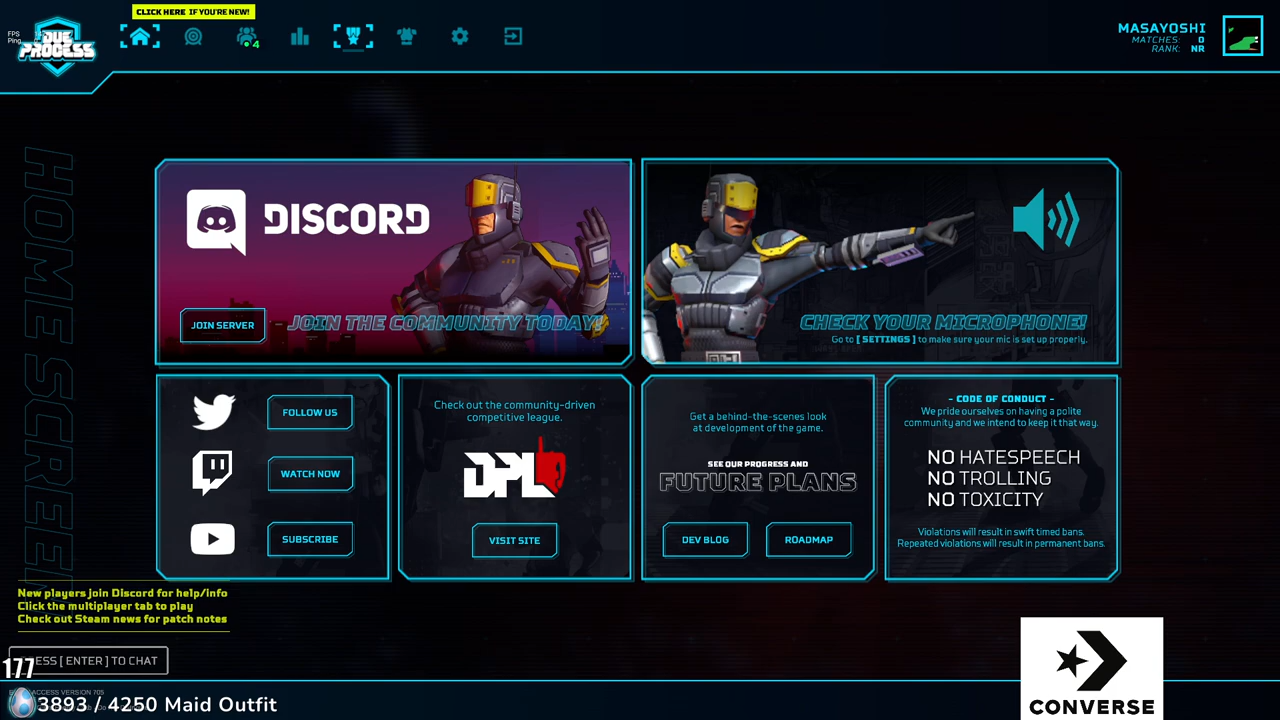 CLICK HERE IF YOU'RE NEW!
FPS
Ping
DUE
PROCESS
4
MASAYOSHI
MATCHES: 0
RANK: NR
HOME SCREEN
DISCORD
JOIN SERVER
JOIN THE COMMUNITY TODAY!
CHECK YOUR MICROPHONE!
Go to [ SETTINGS ] to make sure your mic is set up properly.
FOLLOW US
WATCH NOW
SUBSCRIBE
Check out the community-driven
competitive league.
DPL
VISIT SITE
Get a behind-the-scenes look
at development of the game.
SEE OUR PROGRESS AND
FUTURE PLANS
DEV BLOG
ROADMAP
- CODE OF CONDUCT -
We pride ourselves on having a polite
community and we intend to keep it that way.
NO HATESPEECH
NO TROLLING
NO TOXICITY
Violations will result in swift timed bans.
Repeated violations will result in permanent bans.
New players join Discord for help/info
Click the multiplayer tab to play
Check out Steam news for patch notes
PRESS [ ENTER ] TO CHAT
177
ACCESS VERSION 705
3893 / 4250 Maid Outfit
CONVERSE